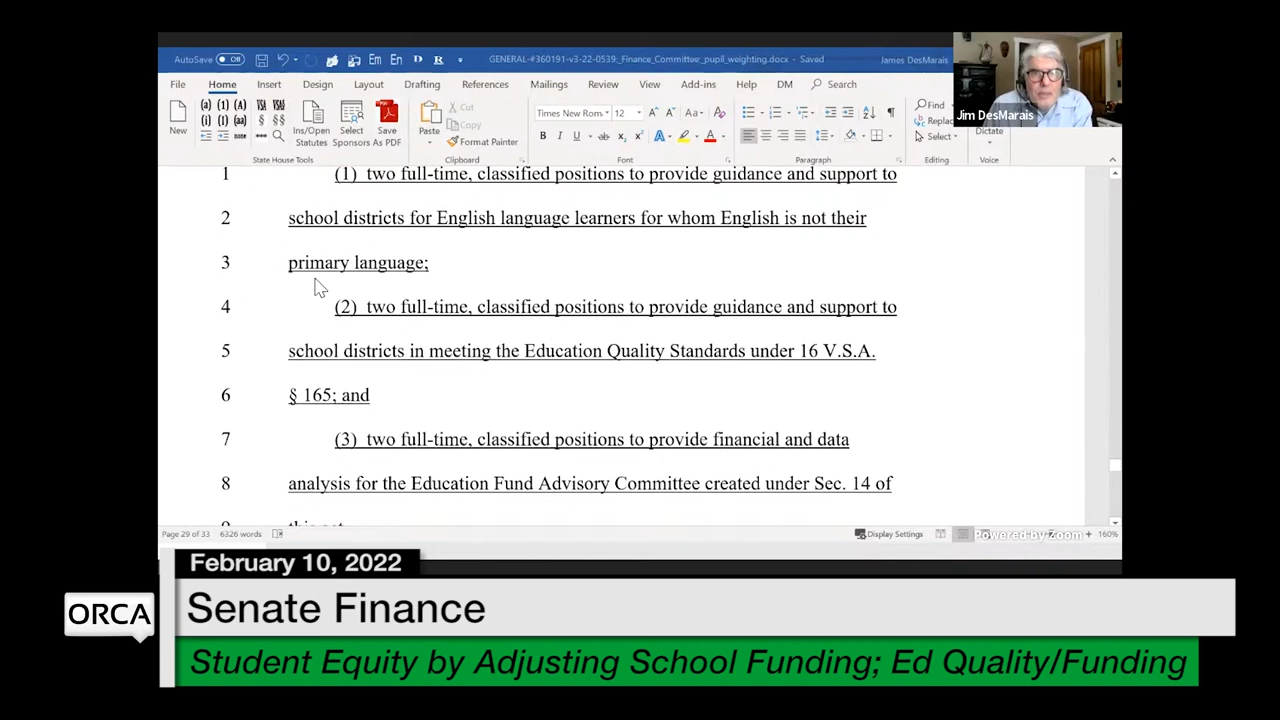 AutoSave Off
GENERAL-#360191-v3-22-0539:_Finance_Committee;_pupil_weighting.docx - Saved
James DesMarais
File Home Insert Design Layout Drafting References Mailings Review Add-ins Help DM Search
New
Ins/Open Statutes
Select Sponsors
Save As PDF
State House Tools
Paste
Cut
Copy
Format Painter
Clipboard
Times New Rom 12
Font
Paragraph
Find
Select
Editing
Dictate
Voice
Jim DesMarais
1 (1) two full-time, classified positions to provide guidance and support to
2 school districts for English language learners for whom English is not their
3 primary language;
4 (2) two full-time, classified positions to provide guidance and support to
5 school districts in meeting the Education Quality Standards under 16 V.S.A.
6 § 165; and
7 (3) two full-time, classified positions to provide financial and data
8 analysis for the Education Fund Advisory Committee created under Sec. 14 of
Page 29 of 33 6326 words
Display Settings
Powered by Zoom
160%
February 10, 2022
ORCA
Senate Finance
Student Equity by Adjusting School Funding; Ed Quality/Funding